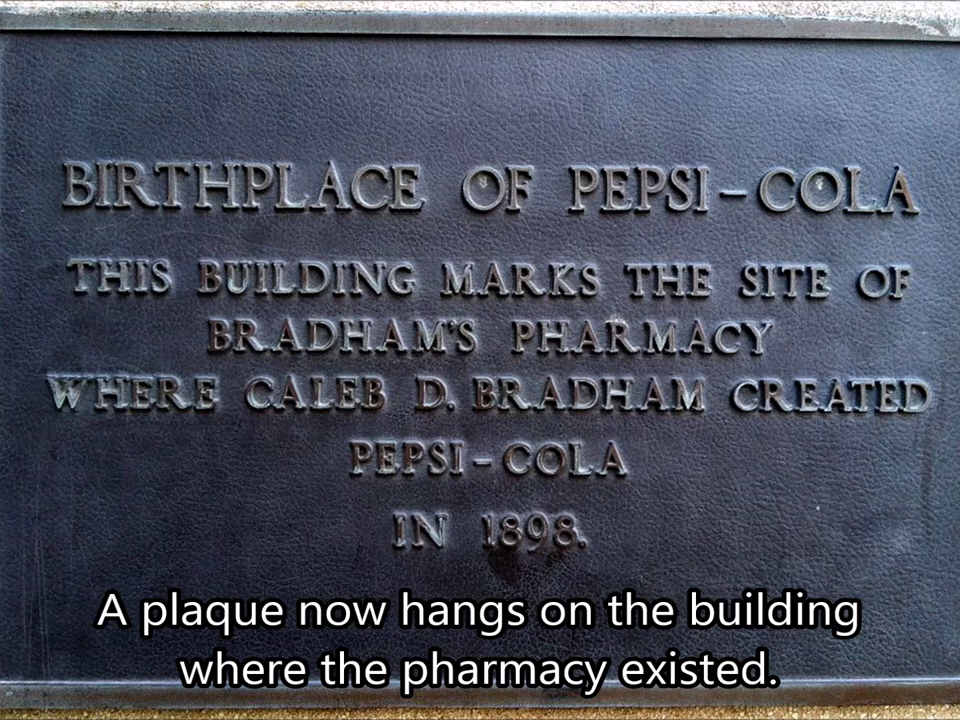 BIRTHPLACE OF PEPSI-COLA
THIS BUILDING MARKS THE SITE OF
BRADHAM'S PHARMACY
WHERE CALEB D. BRADHAM CREATED
PEPSI-COLA
IN 1898.
A plaque now hangs on the building
where the pharmacy existed.